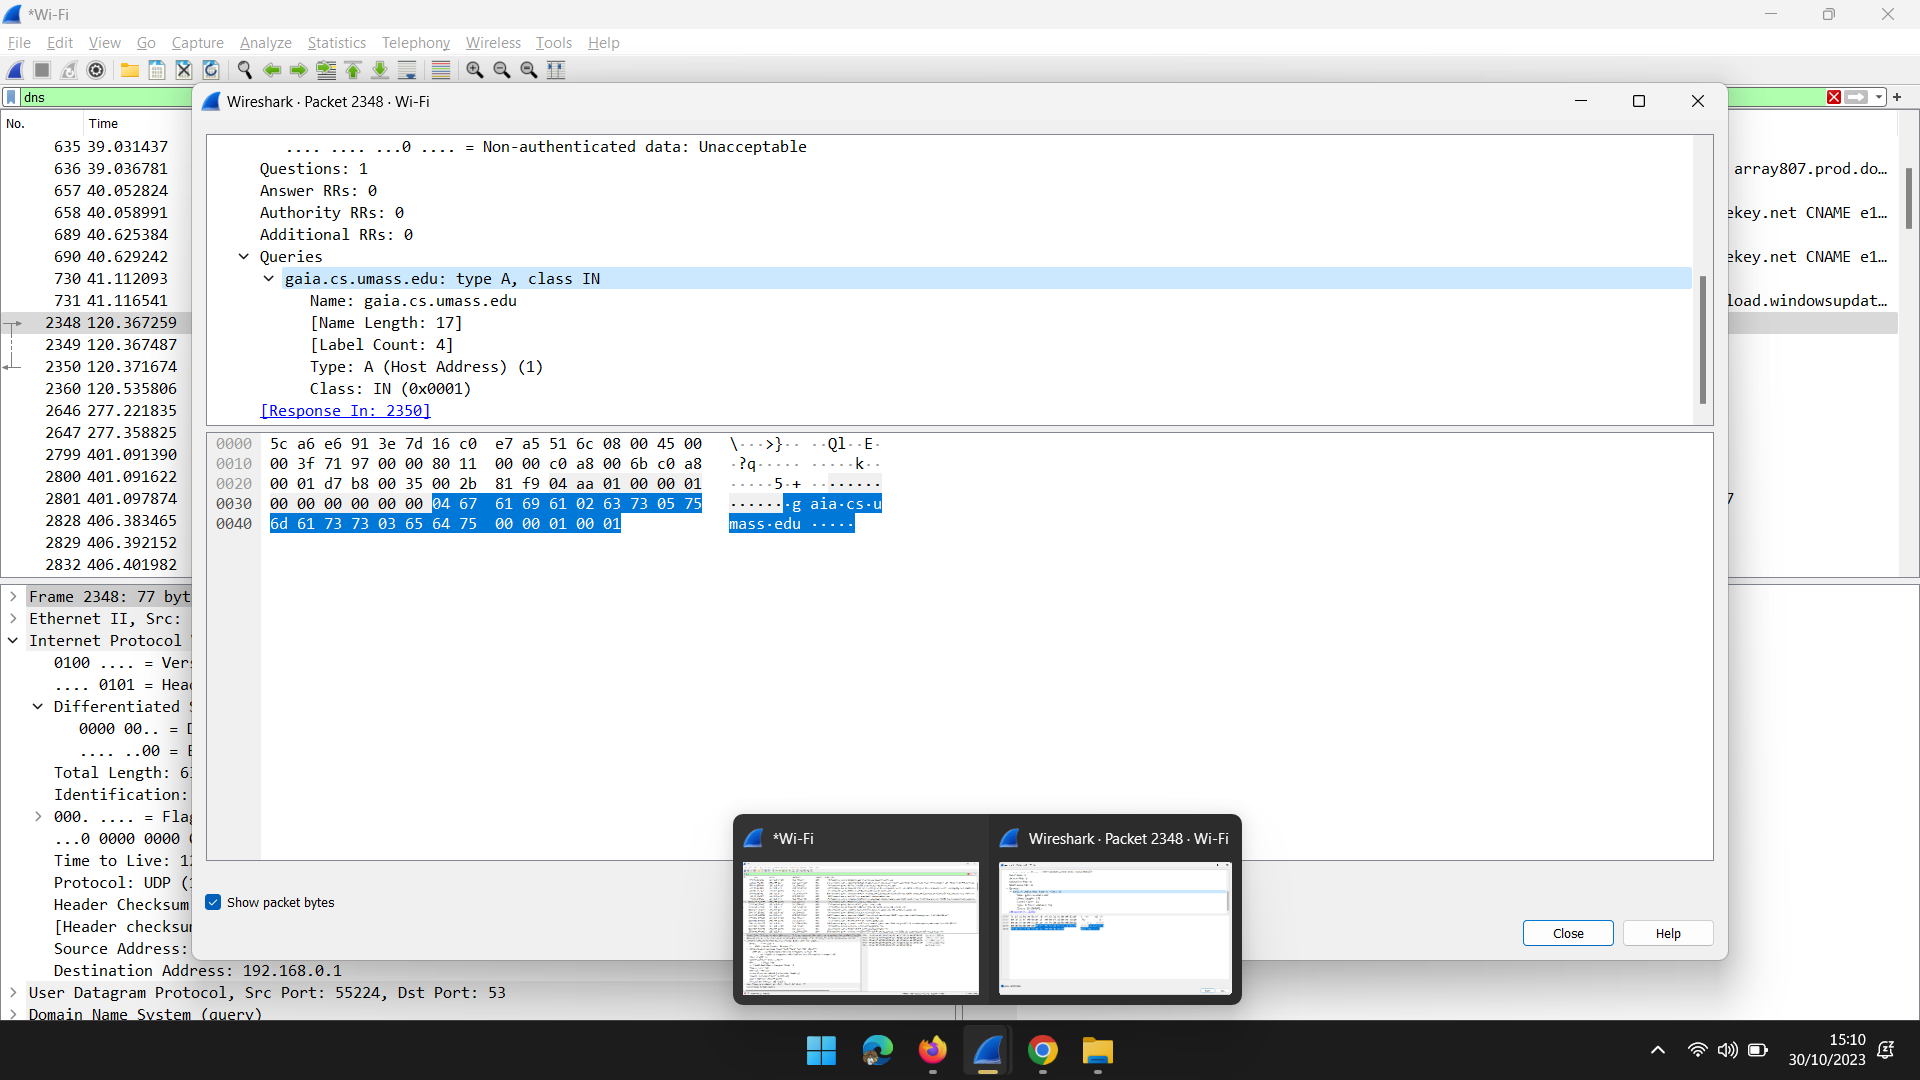 *Wi-Fi
File Edit View Go Capture Analyze Statistics Telephony Wireless Tools Help
dns
Wireshark · Packet 2348 · Wi-Fi
No. Time
635 39.031437
636 39.036781
657 40.052824
658 40.058991
689 40.625384
690 40.629242
730 41.112093
731 41.116541
2348 120.367259
2349 120.367487
2350 120.371674
2360 120.535806
2646 277.221835
2647 277.358825
2799 401.091390
2800 401.091622
2801 401.097874
2828 406.383465
2829 406.392152
2832 406.401982
.... .... ...0 .... = Non-authenticated data: Unacceptable
Questions: 1
Answer RRs: 0
Authority RRs: 0
Additional RRs: 0
Queries
gaia.cs.umass.edu: type A, class IN
Name: gaia.cs.umass.edu
[Name Length: 17]
[Label Count: 4]
Type: A (Host Address) (1)
Class: IN (0x0001)
[Response In: 2350]
array807.prod.do…
ekey.net CNAME e1…
ekey.net CNAME e1…
load.windowsupdat…
0000 5c a6 e6 91 3e 7d 16 c0 e7 a5 51 6c 08 00 45 00 \···>}·· ··Ql··E·
0010 00 3f 71 97 00 00 80 11 00 00 c0 a8 00 6b c0 a8 ·?q····· ·····k··
0020 00 01 d7 b8 00 35 00 2b 81 f9 04 aa 01 00 00 01 ·····5·+ ········
0030 00 00 00 00 00 00 04 67 61 69 61 02 63 73 05 75 ·······g aia·cs·u
0040 6d 61 73 73 03 65 64 75 00 00 01 00 01 mass·edu ·····
Frame 2348: 77 byt
Ethernet II, Src:
Internet Protocol
0100 .... = Vers
.... 0101 = Head
Differentiated S
0000 00.. = D
.... ..00 = E
Total Length: 63
Identification:
000. .... = Flag
...0 0000 0000
Time to Live: 12
Protocol: UDP (1
Header Checksum
[Header checksum
Source Address:
Destination Address: 192.168.0.1
User Datagram Protocol, Src Port: 55224, Dst Port: 53
Domain Name System (query)
Show packet bytes
Close Help
*Wi-Fi
Wireshark · Packet 2348 · Wi-Fi
15:10
30/10/2023